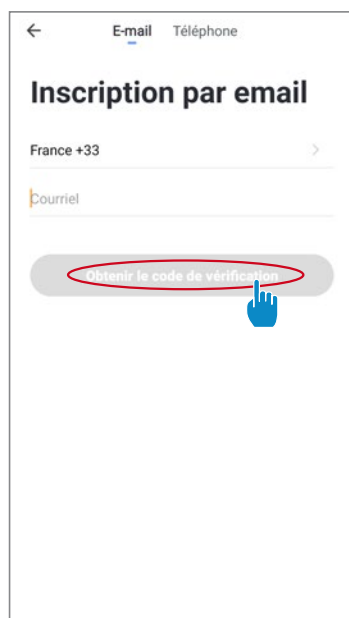 E-mail Téléphone
Inscription par email
France +33
Courriel
Obtenir le code de vérification